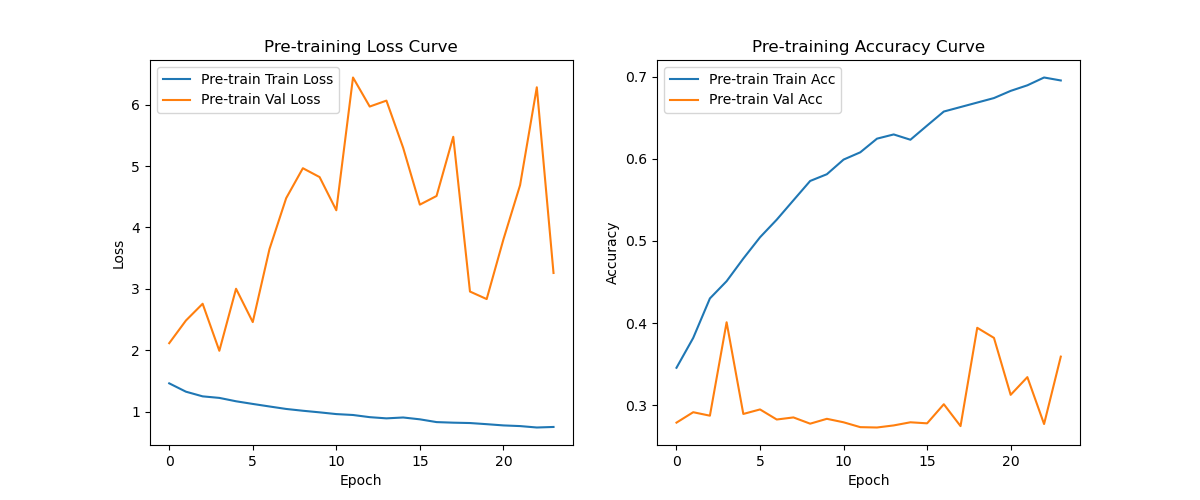 Pre-training Loss Curve
Pre-train Train Loss
Pre-train Val Loss
Loss
6
5
4
3
2
1
0
5
10
15
20
Epoch
Pre-training Accuracy Curve
Pre-train Train Acc
Pre-train Val Acc
Accuracy
0.7
0.6
0.5
0.4
0.3
0
5
10
15
20
Epoch